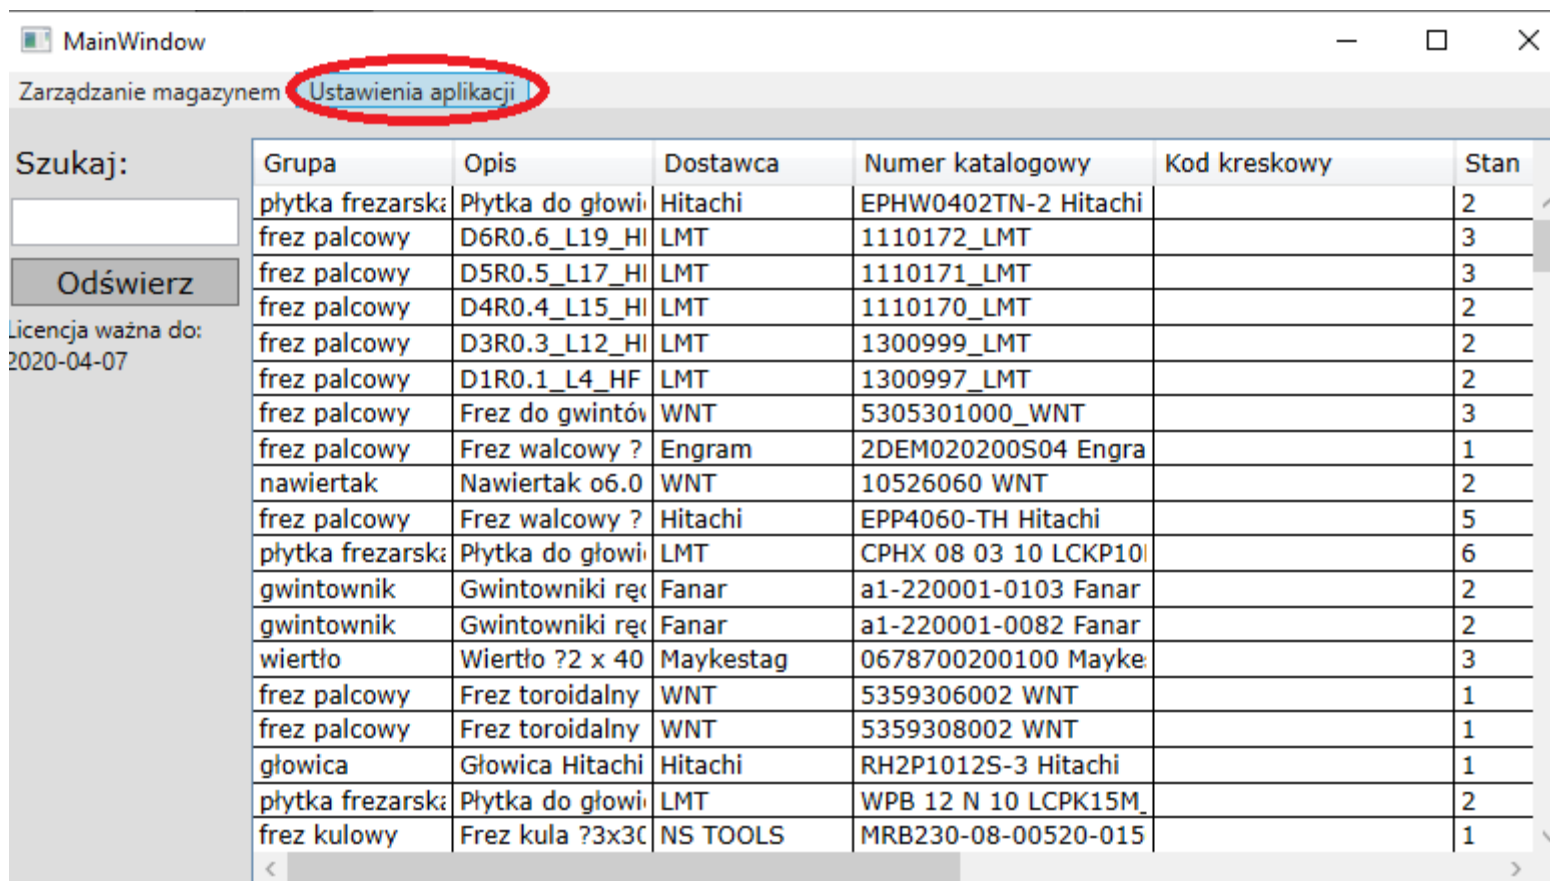 MainWindow
Zarządzanie magazynem Ustawienia aplikacji
Szukaj:
Odświerz
Licencja ważna do:
2020-04-07
Grupa Opis Dostawca Numer katalogowy Kod kreskowy Stan
płytka frezarska Płytka do głowi Hitachi EPHW0402TN-2 Hitachi 2
frez palcowy D6R0.6_L19_H LMT 1110172_LMT 3
frez palcowy D5R0.5_L17_H LMT 1110171_LMT 3
frez palcowy D4R0.4_L15_H LMT 1110170_LMT 2
frez palcowy D3R0.3_L12_H LMT 1300999_LMT 2
frez palcowy D1R0.1_L4_HF LMT 1300997_LMT 2
frez palcowy Frez do gwintów WNT 5305301000_WNT 3
frez palcowy Frez walcowy ? Engram 2DEM020200S04 Engra 1
nawiertak Nawiertak o6.0 WNT 10526060 WNT 2
frez palcowy Frez walcowy ? Hitachi EPP4060-TH Hitachi 5
płytka frezarska Płytka do głowi LMT CPHX 08 03 10 LCKP10 6
gwintownik Gwintowniki ręc Fanar a1-220001-0103 Fanar 2
gwintownik Gwintowniki ręc Fanar a1-220001-0082 Fanar 2
wiertło Wiertło ?2 x 40 Maykestag 0678700200100 Mayke 3
frez palcowy Frez toroidalny WNT 5359306002 WNT 1
frez palcowy Frez toroidalny WNT 5359308002 WNT 1
głowica Głowica Hitachi Hitachi RH2P1012S-3 Hitachi 1
płytka frezarska Płytka do głowi LMT WPB 12 N 10 LCPK15M_ 2
frez kulowy Frez kula ?3x30 NS TOOLS MRB230-08-00520-015 1